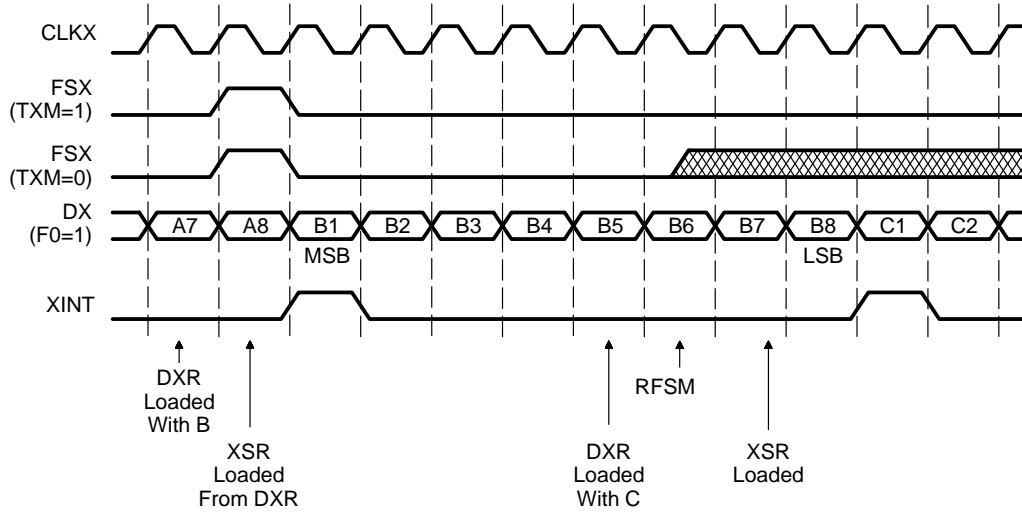 CLKX
FSX
(TXM=1)
FSX
(TXM=0)
DX
(F0=1)
A7 A8 B1 B2 B3 B4 B5 B6 B7 B8 C1 C2
MSB LSB
XINT
DXR
Loaded
With B
XSR
Loaded
From DXR
DXR
Loaded
With C
RFSM
XSR
Loaded